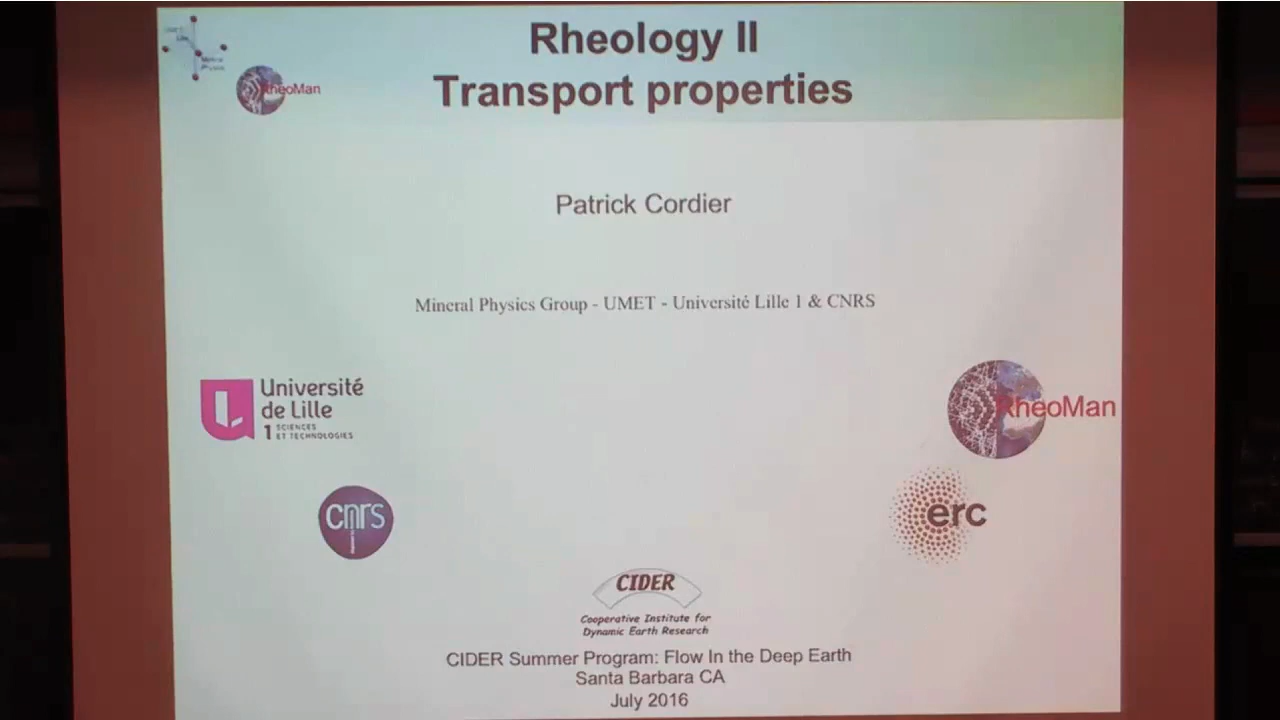 Rheology II
Transport properties
RheoMan
Patrick Cordier
Mineral Physics Group - UMET - Université Lille 1 & CNRS
Université
de Lille
1 SCIENCES
ET TECHNOLOGIES
RheoMan
cnrs
erc
CIDER
Cooperative Institute for
Dynamic Earth Research
CIDER Summer Program: Flow In the Deep Earth
Santa Barbara CA
July 2016